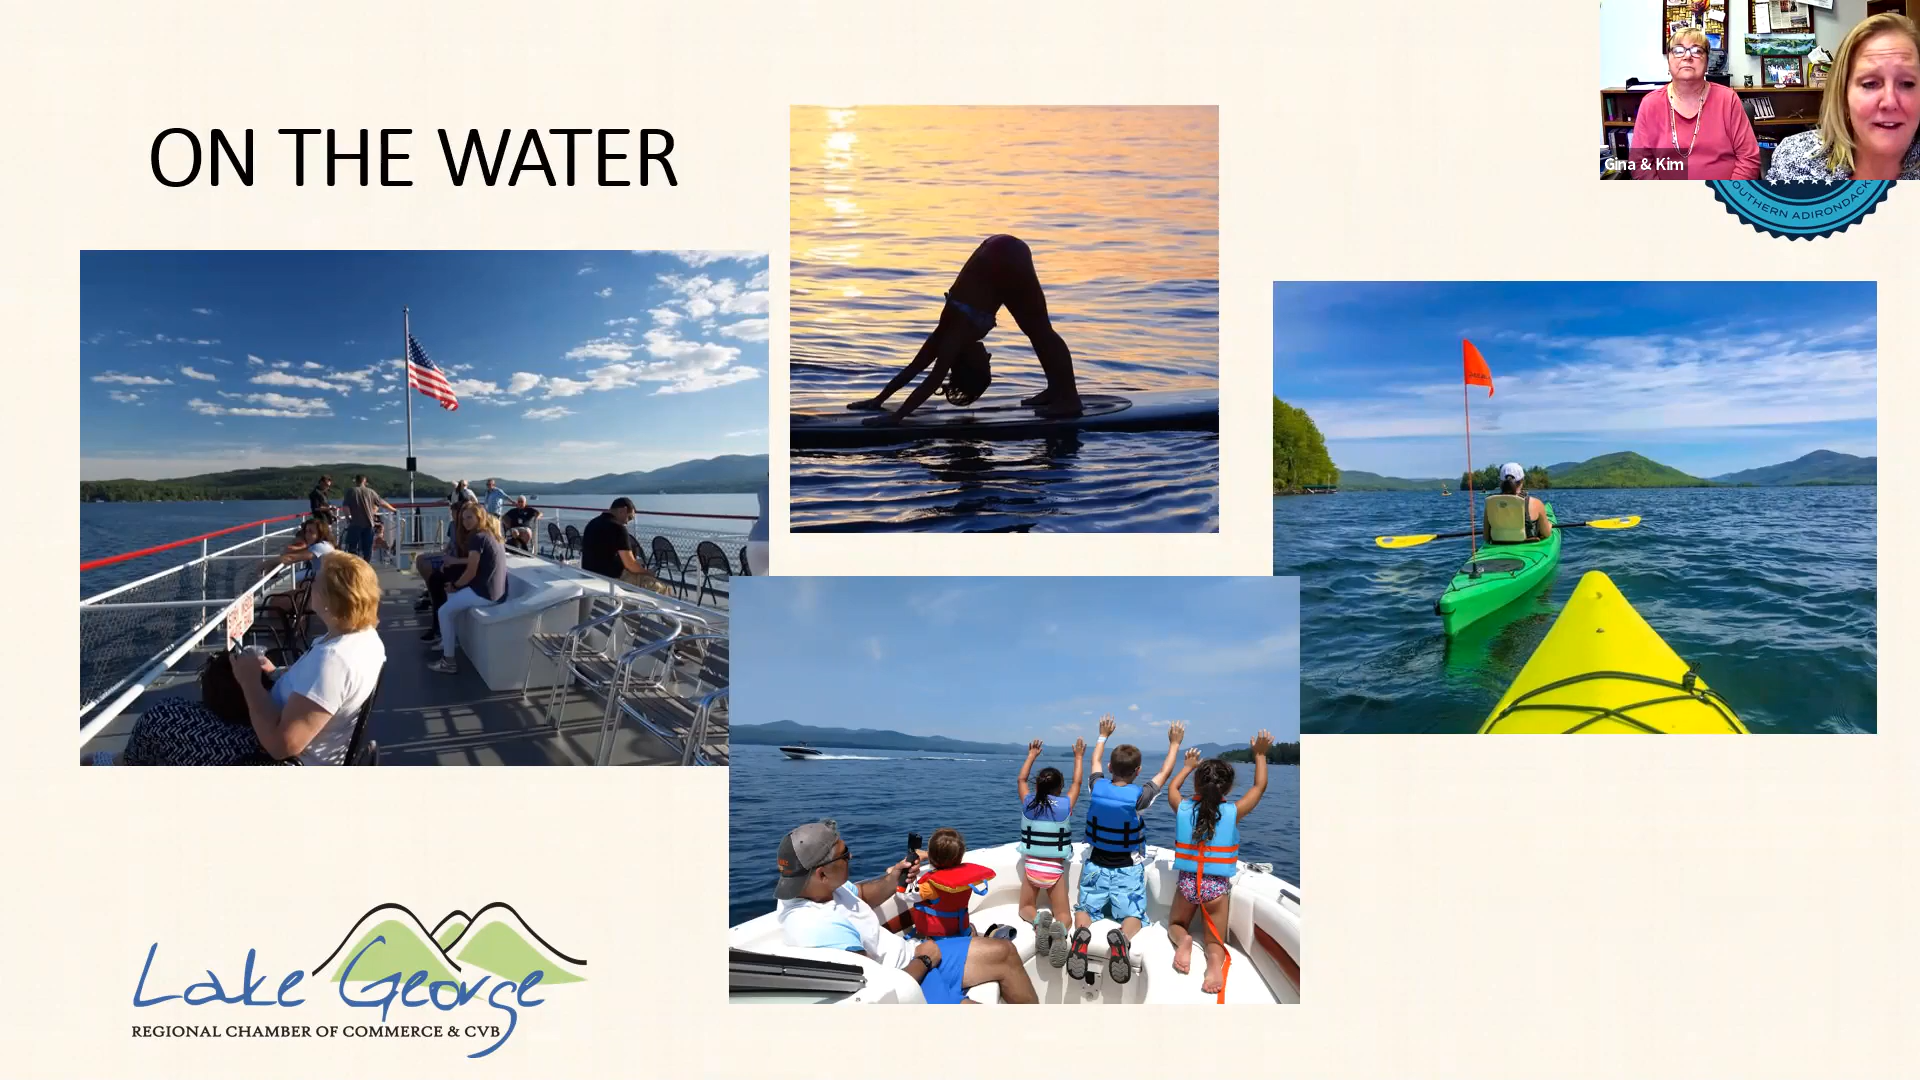 ON THE WATER
Gina & Kim
SOUTHERN ADIRONDACK
Lake George
REGIONAL CHAMBER OF COMMERCE & CVB